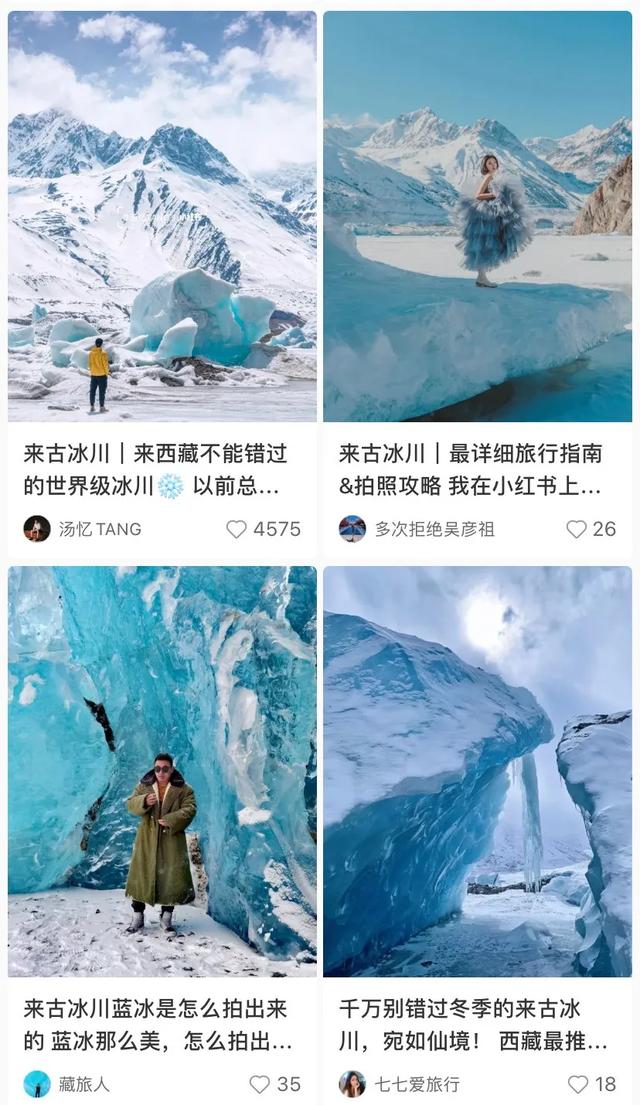 来古冰川｜来西藏不能错过
的世界级冰川❄️ 以前总...
汤忆 TANG
4575
来古冰川｜最详细旅行指南
&拍照攻略 我在小红书上...
多次拒绝吴彦祖
26
来古冰川蓝冰是怎么拍出来
的 蓝冰那么美，怎么拍出...
藏旅人
35
千万别错过冬季的来古冰
川，宛如仙境！ 西藏最推...
七七爱旅行
18